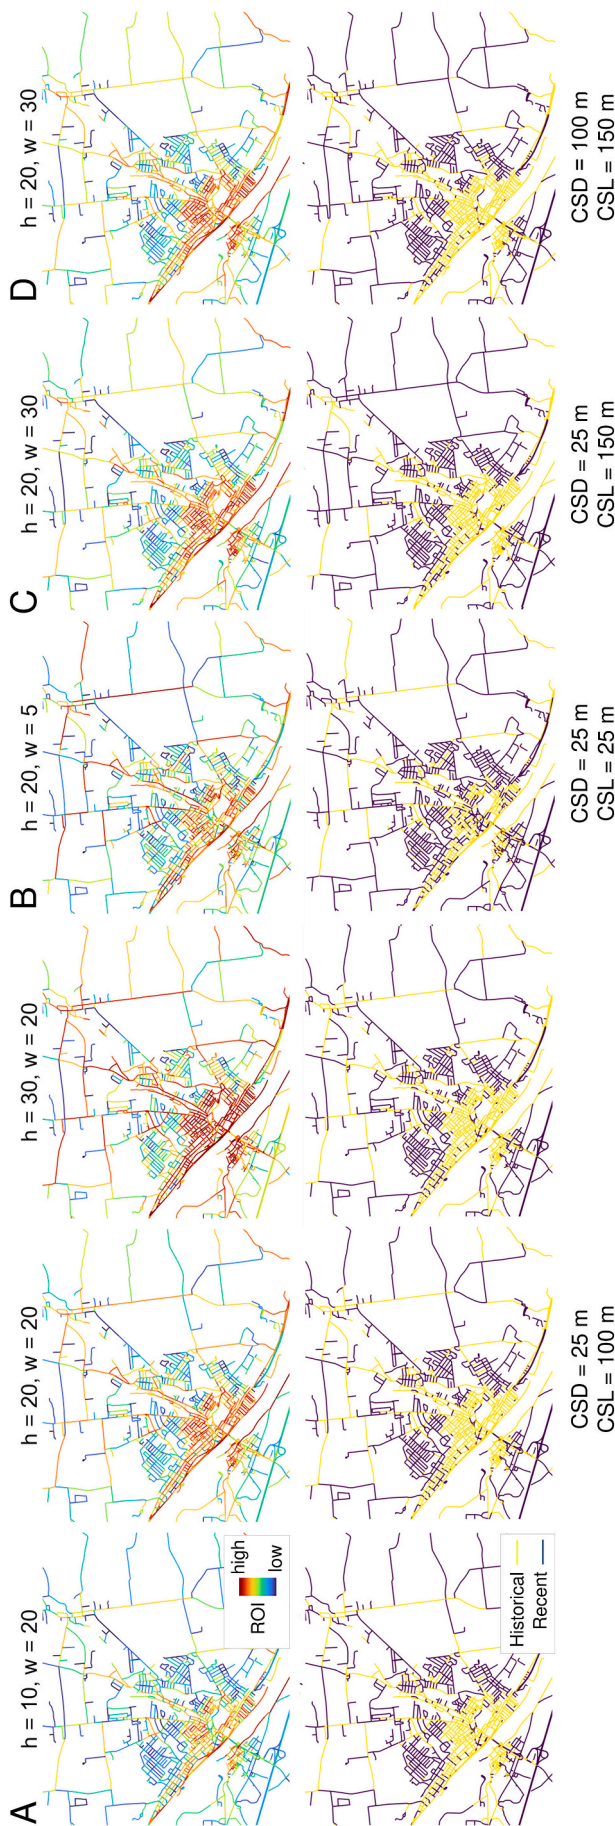 A
h = 10, w = 20
h = 20, w = 20
h = 30, w = 20
B
h = 20, w = 5
C
h = 20, w = 30
D
h = 20, w = 30
ROI
high
low
Historical
Recent
CSD = 25 m
CSL = 100 m
CSD = 25 m
CSL = 25 m
CSD = 25 m
CSL = 150 m
CSD = 100 m
CSL = 150 m